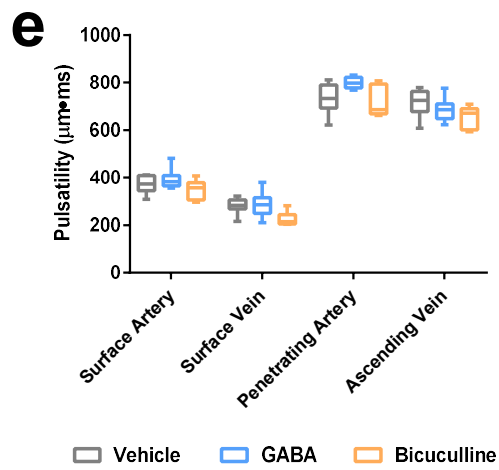 e
Pulsatility (μm•ms)
1000
800
600
400
200
0
Surface Artery
Surface Vein
Penetrating Artery
Ascending Vein
Vehicle GABA Bicuculline